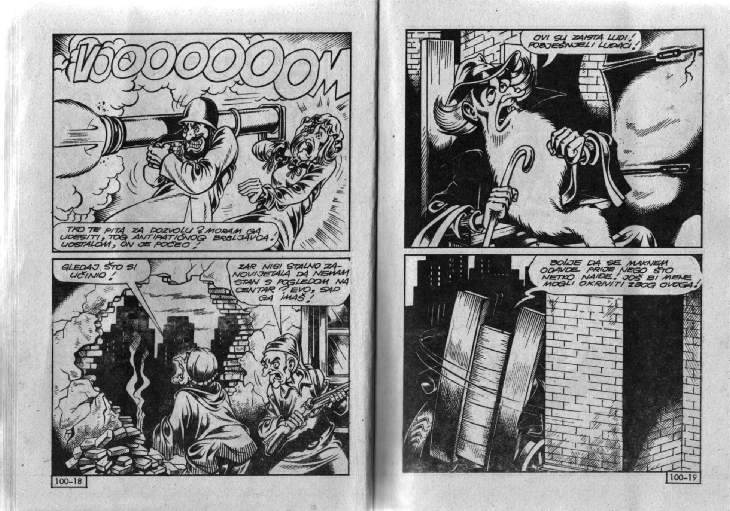 VOOOOOOOM
TKO TE PITA ZA DOZVOLU? MORAM GA
UDESITI, TOG ANTIPATIČNOG BRBLJAVCA!
UOSTALOM, ON JE POČEO!
GLEDAJ ŠTO SI
UČINIO!
ZAR NISI STALNO ZA-
NOVIJETALA DA NEMAM
STAN S POGLEDOM NA
CENTAR? EVO, SAD
GA IMAŠ!
100-18
OVI SU ZAISTA LUDI!
POBJEŠNJELI LUĐACI!
BOLJE DA SE MAKNEM
ODAVDE PRIJE NEGO ŠTO
NETKO NAIĐE. JOŠ BI MENE
MOGLI OKRIVITI ZBOG OVOGA!
100-19